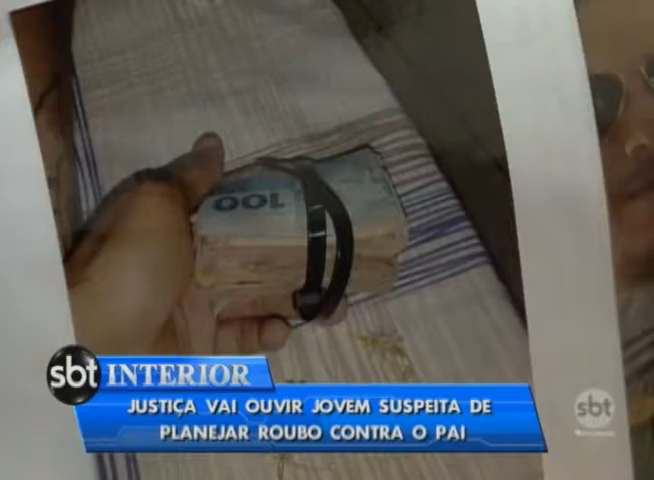 100
sbt INTERIOR
JUSTIÇA VAI OUVIR JOVEM SUSPEITA DE
PLANEJAR ROUBO CONTRA O PAI
sbt